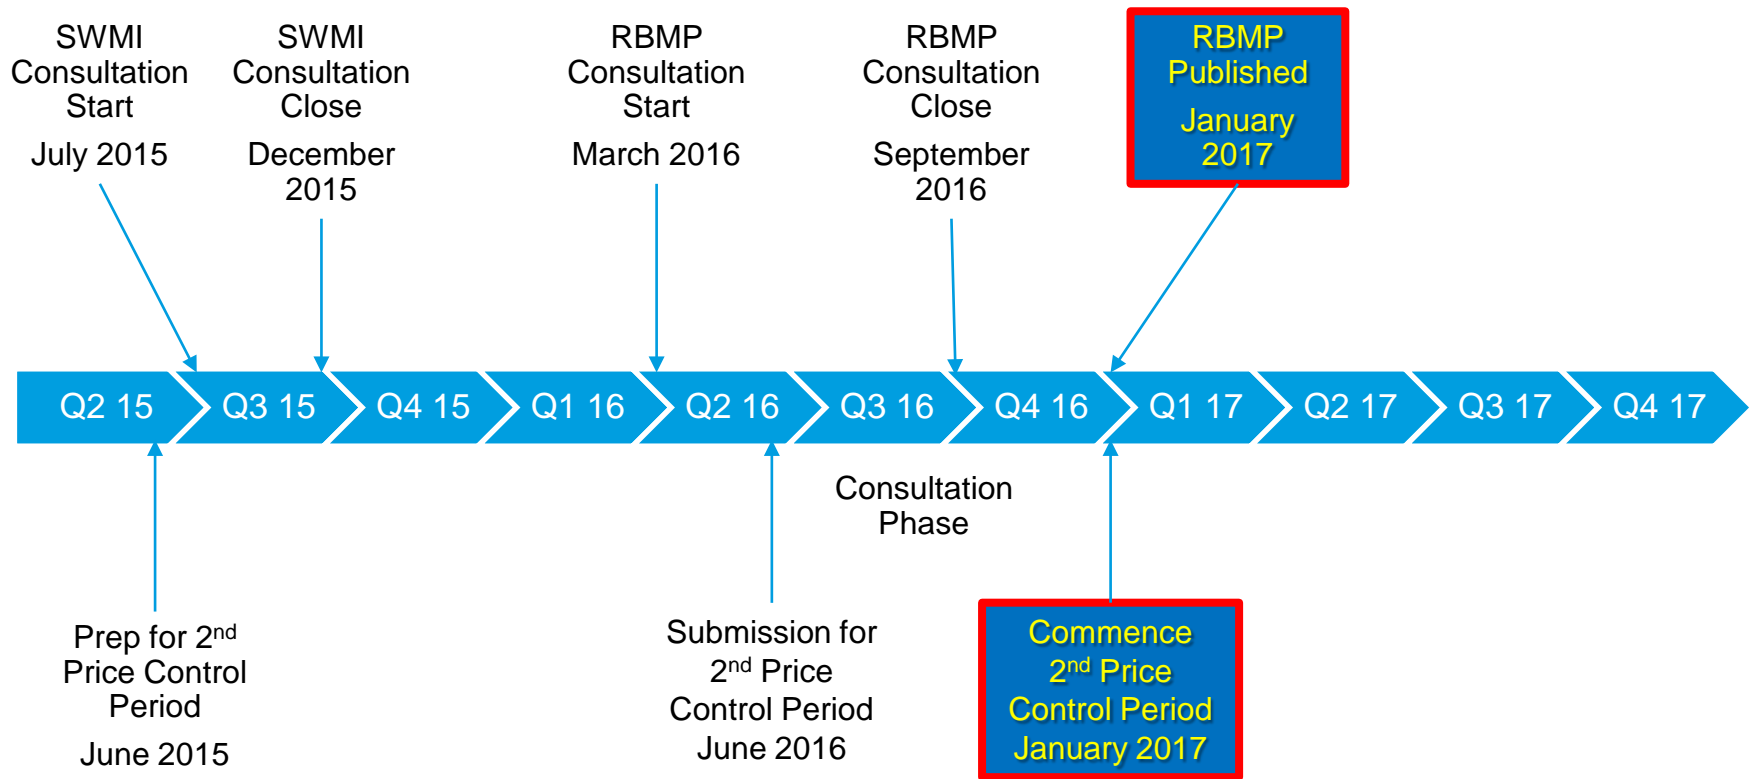 SWMI
Consultation
Start
July 2015
SWMI
Consultation
Close
December
2015
RBMP
Consultation
Start
March 2016
RBMP
Consultation
Close
September
2016
RBMP
Published
January
2017
Q2 15
Q3 15
Q4 15
Q1 16
Q2 16
Q3 16
Q4 16
Q1 17
Q2 17
Q3 17
Q4 17
Consultation
Phase
Prep for 2nd
Price Control
Period
June 2015
Submission for
2nd Price
Control Period
June 2016
Commence
2nd Price
Control Period
January 2017